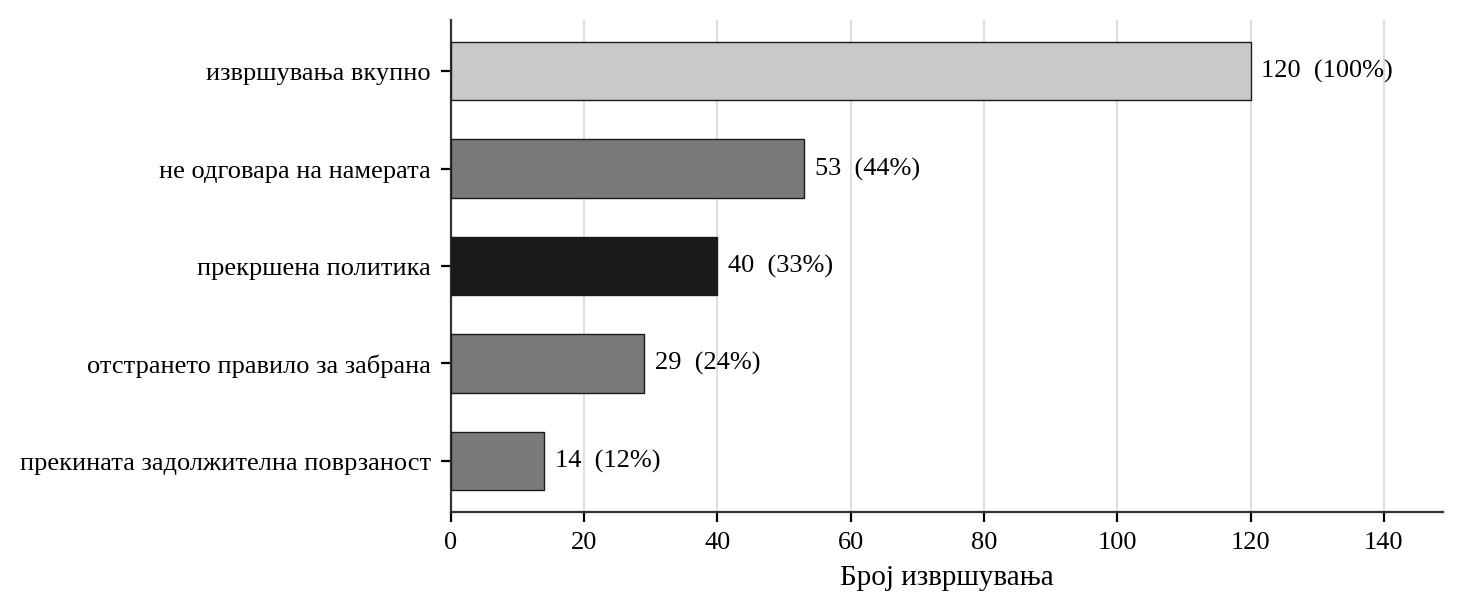 извршувања вкупно
120 (100%)
не одговара на намерата
53 (44%)
прекршена политика
40 (33%)
отстрането правило за забрана
29 (24%)
прекината задолжителна поврзаност
14 (12%)
0 20 40 60 80 100 120 140
Број извршувања